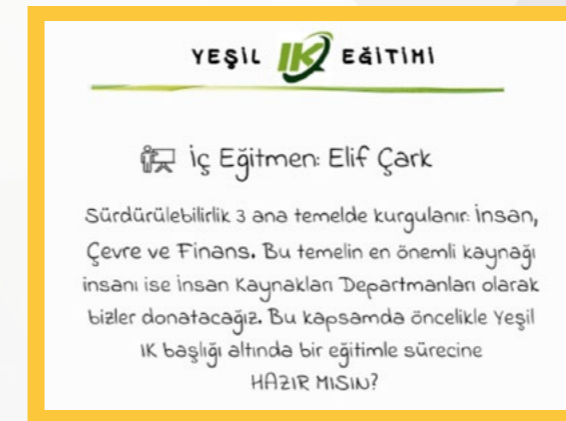 YEŞİL İK EĞİTİMİ
İç Eğitmen: Elif Çark
Sürdürülebilirlik 3 ana temelde kurgulanır: İnsan,
Çevre ve Finans. Bu temelin en önemli kaynağı
insanı ise İnsan Kaynakları Departmanları olarak
bizler donatacağız. Bu kapsamda öncelikle Yeşil
IK başlığı altında bir eğitimle sürecine
HAZIR MISIN?